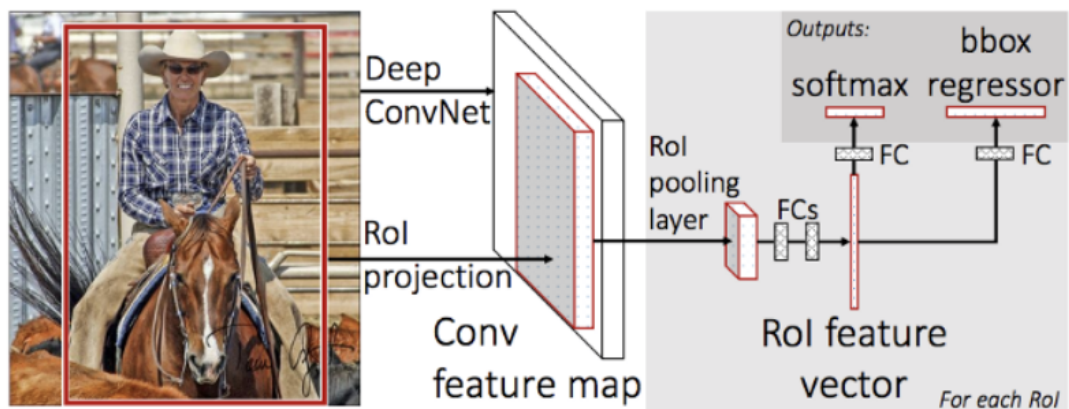 Deep
ConvNet
RoI
projection
Conv
feature map
RoI
pooling
layer
FCs
Outputs:
softmax
bbox
regressor
FC
FC
RoI feature
vector
For each RoI